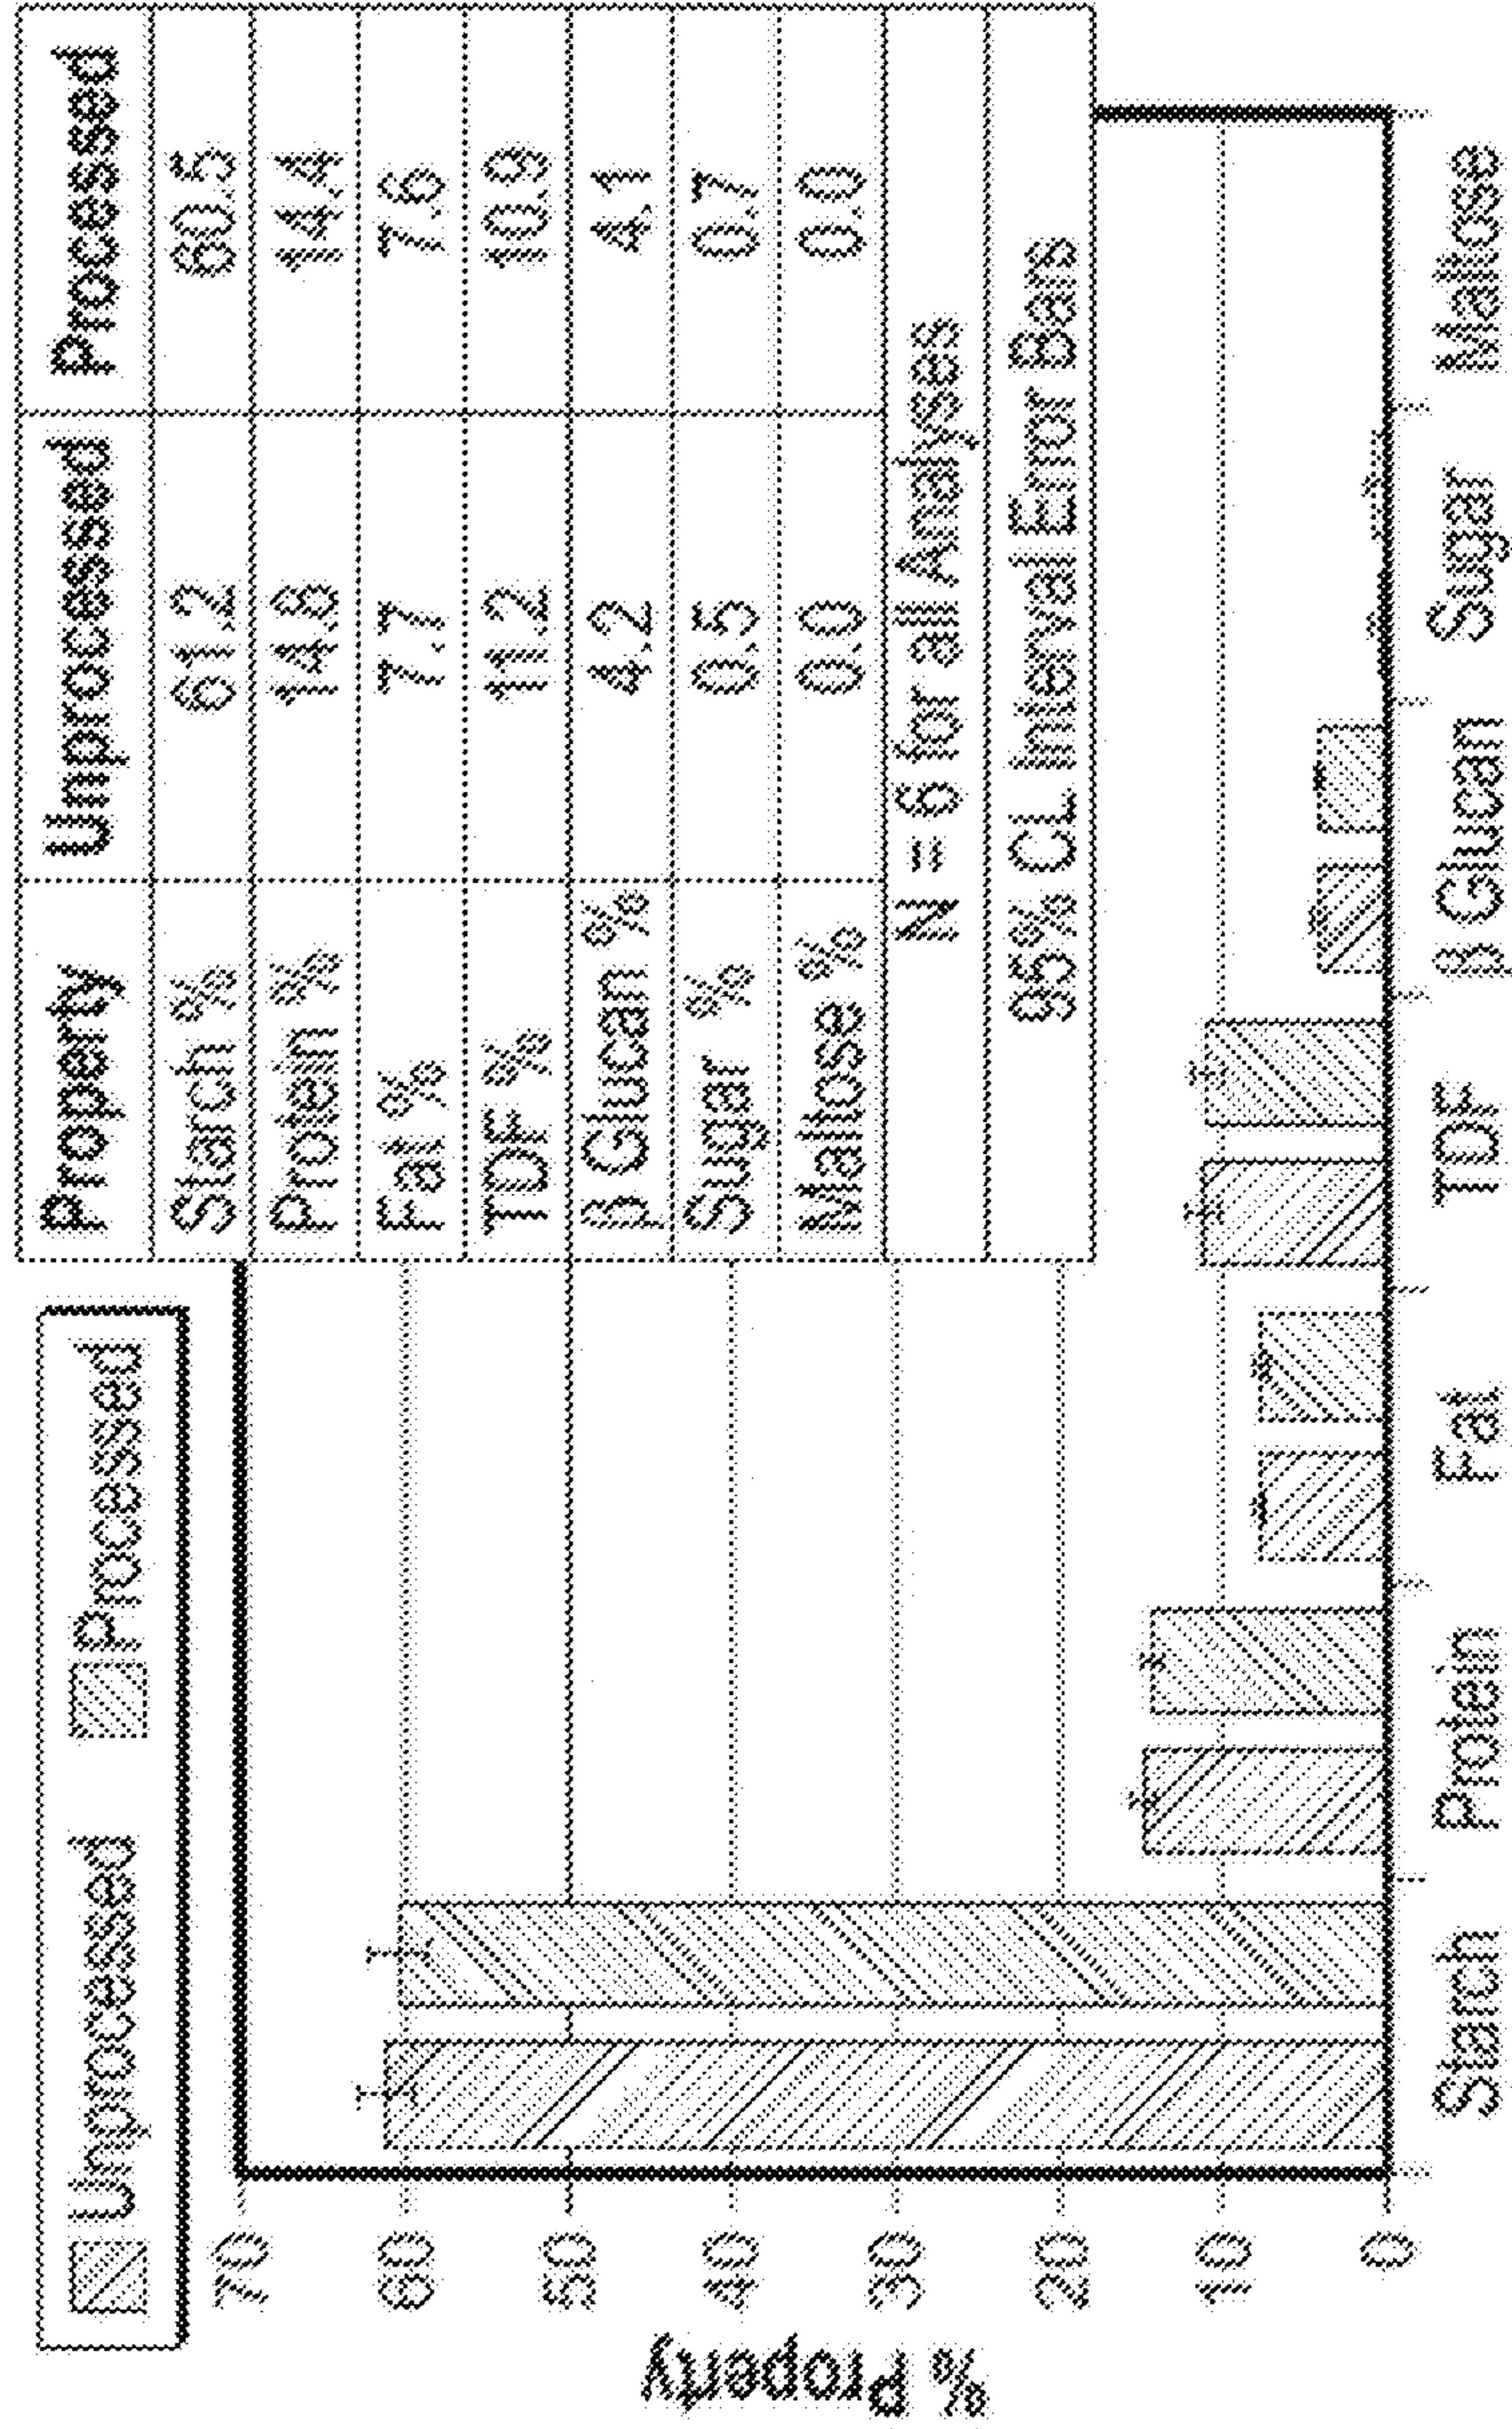 Unprocessed Processed
Property Unprocessed Processed
Starch % 61.2 60.5
Protein % 14.8 14.4
Fat % 7.7 7.6
TDF % 11.2 10.9
β Glucan % 4.2 4.1
Sugar % 0.5 0.7
Maltose % 0.0 0.0
N = 6 for all Analyses
95% CL Interval Error Bars
% Property
70
60
50
40
30
20
10
0
Starch Protein Fat TDF β Glucan Sugar Maltose